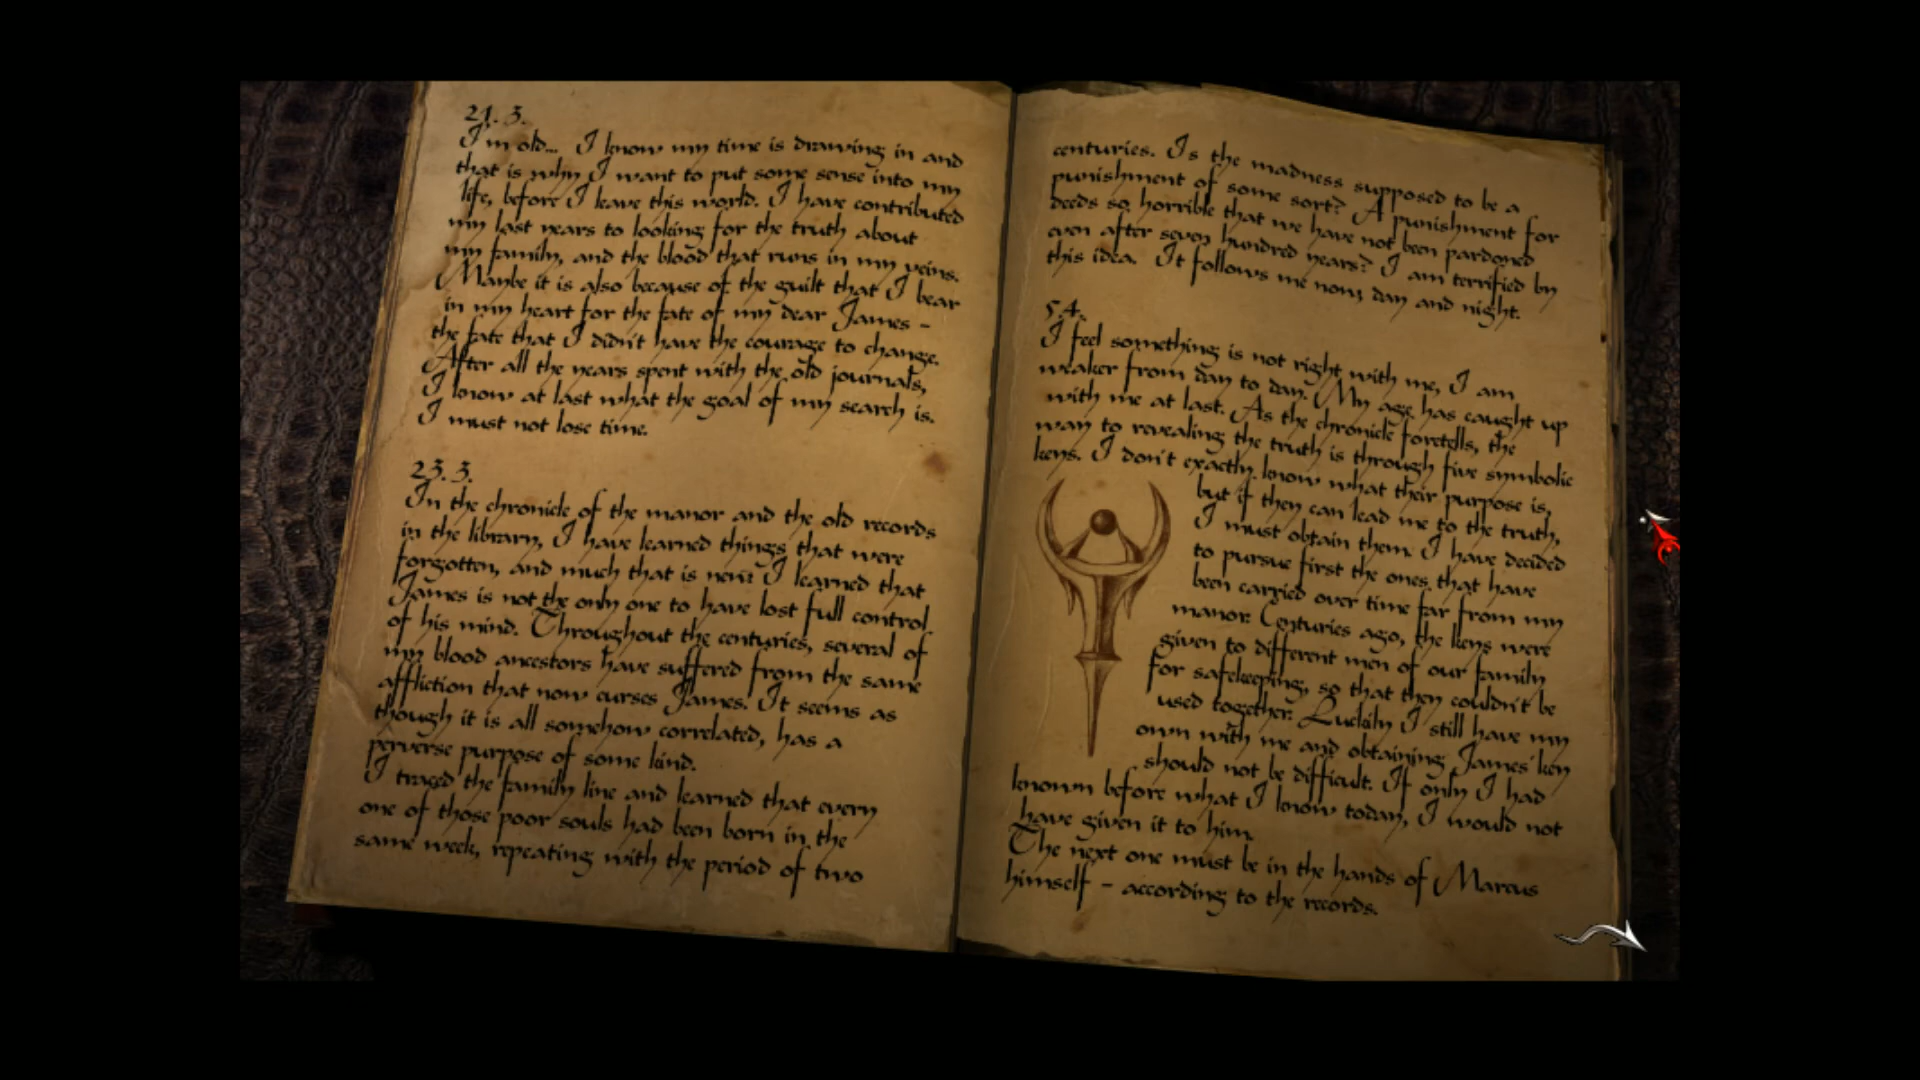 21. 3.
I'm old... I know my time is drawing in and
that is why I want to put some sense into my
life, before I leave this world. I have contributed
my last years to looking for the truth about
my family, and the blood that runs in my veins.
Maybe it is also because of the guilt that I bear
in my heart for the fate of my dear James -
the fate that I didn't have the courage to change.
After all the years spent with the old journals,
I know at last what the goal of my search is.
I must not lose time.
23. 3.
In the chronicle of the manor and the old records
in the library, I have learned things that were
forgotten, and much that is new. I learned that
James is not the only one to have lost full control
of his mind. Throughout the centuries, several of
my blood ancestors have suffered from the same
affliction that now curses James. It seems as
though it is all somehow correlated, has a
perverse purpose of some kind.
I traced the family line and learned that every
one of those poor souls had been born in the
same week, repeating with the period of two
centuries. Is the madness supposed to be a
punishment of some sort? A punishment for
deeds so horrible that we have not been pardoned
even after seven hundred years? I am terrified by
this idea. It follows me now, day and night.
5.4.
I feel something is not right with me, I am
weaker from day to day. My age has caught up
with me at last. As the chronicle foretells, the
way to revealing the truth is through five symbolic
keys. I don't exactly know what their purpose is,
but if they can lead me to the truth,
I must obtain them. I have decided
to pursue first the ones that have
been carried over time far from my
manor. Centuries ago, the keys were
given to different men of our family
for safekeeping, so that they couldn't be
used together. Luckily I still have my
own with me and obtaining James' key
should not be difficult. If only I had
known before what I know today, I would not
have given it to him.
The next one must be in the hands of Marcus
himself - according to the records.